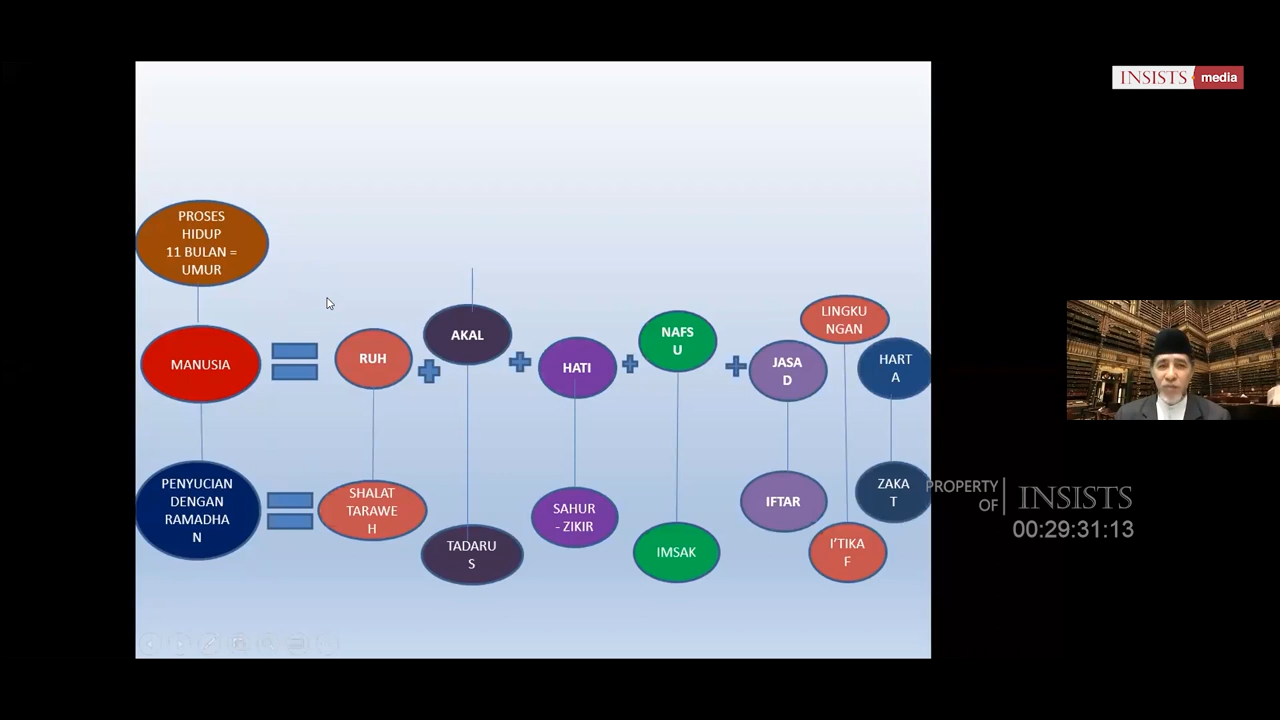 INSISTS media
PROSES
HIDUP
11 BULAN =
UMUR
MANUSIA
RUH
AKAL
HATI
NAFS
U
JASA
D
LINGKU
NGAN
HART
A
PENYUCIAN
DENGAN
RAMADHA
N
SHALAT
TARAWE
H
TADARU
S
SAHUR
- ZIKIR
IMSAK
IFTAR
I'TIKA
F
ZAKA
T
PROPERTY
OF
INSISTS
00:29:31:13